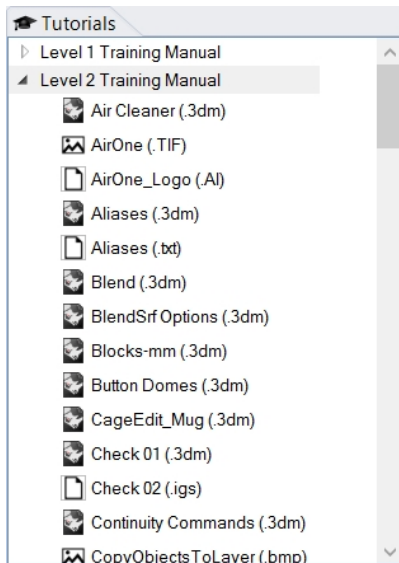 Tutorials
Level 1 Training Manual
Level 2 Training Manual
Air Cleaner (.3dm)
AirOne (.TIF)
AirOne_Logo (.AI)
Aliases (.3dm)
Aliases (.txt)
Blend (.3dm)
BlendSrf Options (.3dm)
Blocks-mm (.3dm)
Button Domes (.3dm)
CageEdit_Mug (.3dm)
Check 01 (.3dm)
Check 02 (.igs)
Continuity Commands (.3dm)
CopyObjectsToLayer (.bmp)